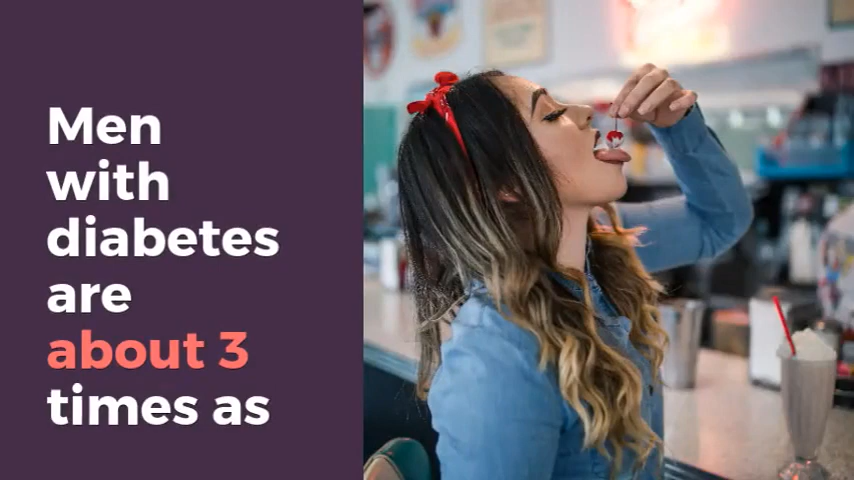 Men
with
diabetes
are
about 3
times as